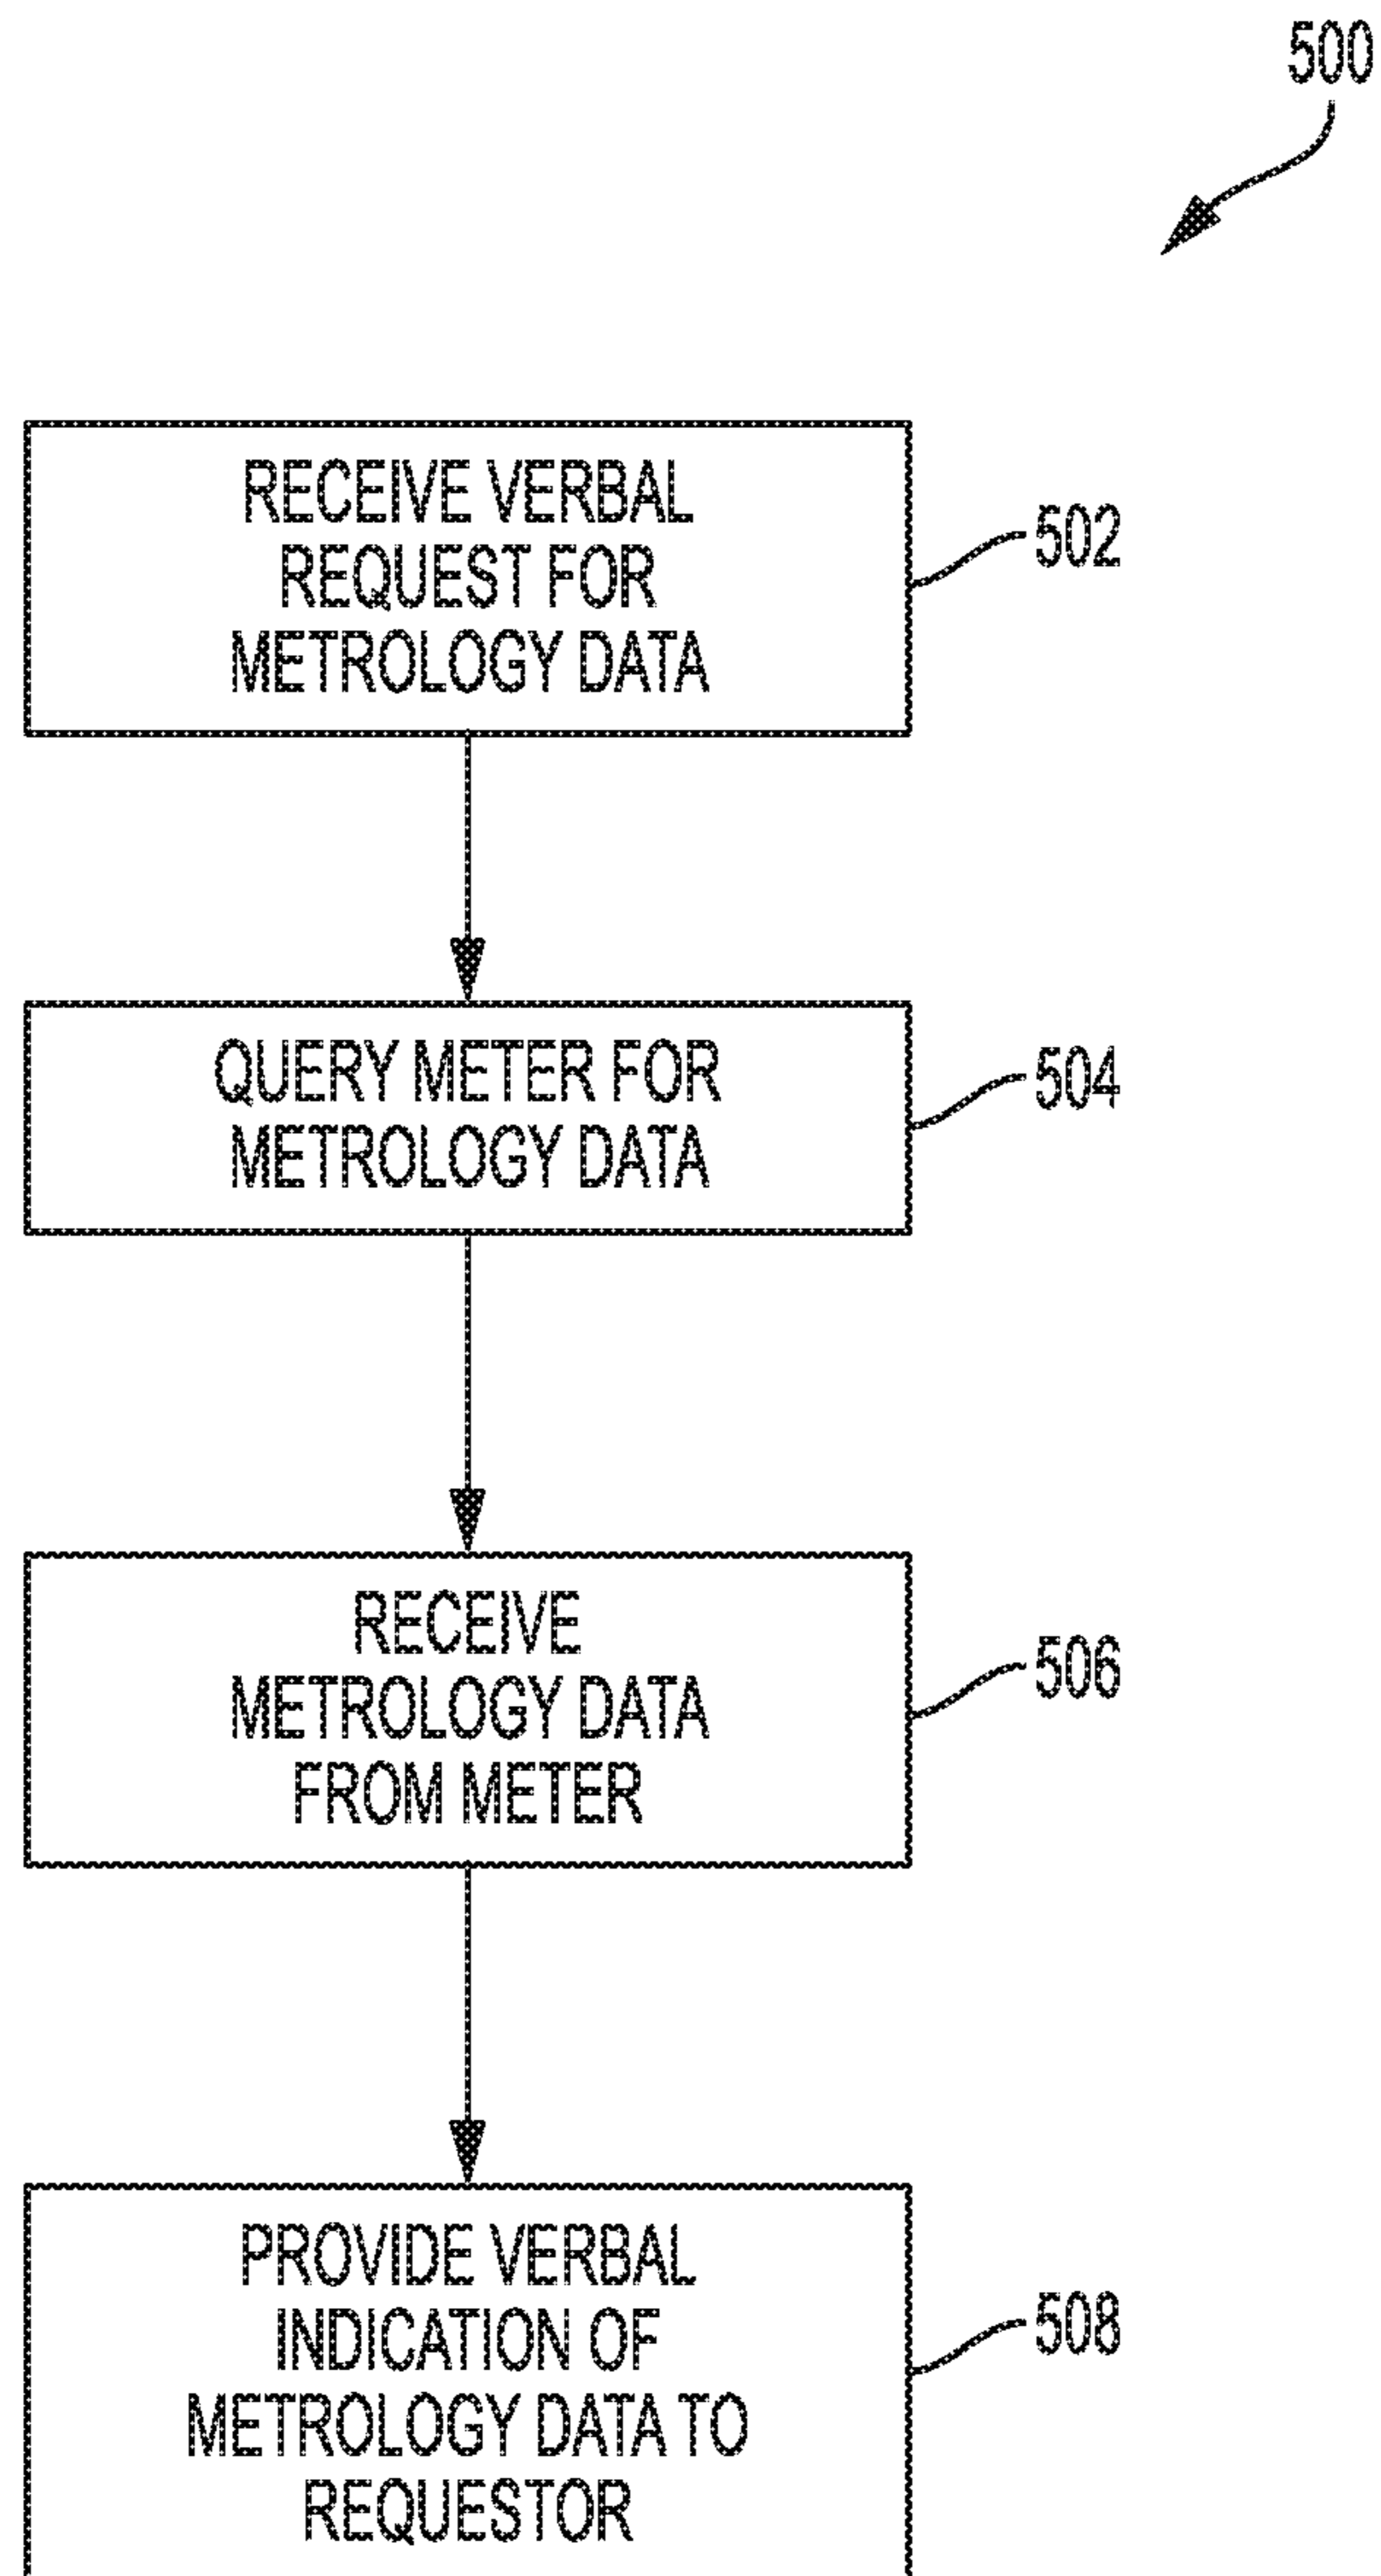 500
RECEIVE VERBAL
REQUEST FOR
METROLOGY DATA
502
QUERY METER FOR
METROLOGY DATA
504
RECEIVE
METROLOGY DATA
FROM METER
506
PROVIDE VERBAL
INDICATION OF
METROLOGY DATA TO
REQUESTOR
508